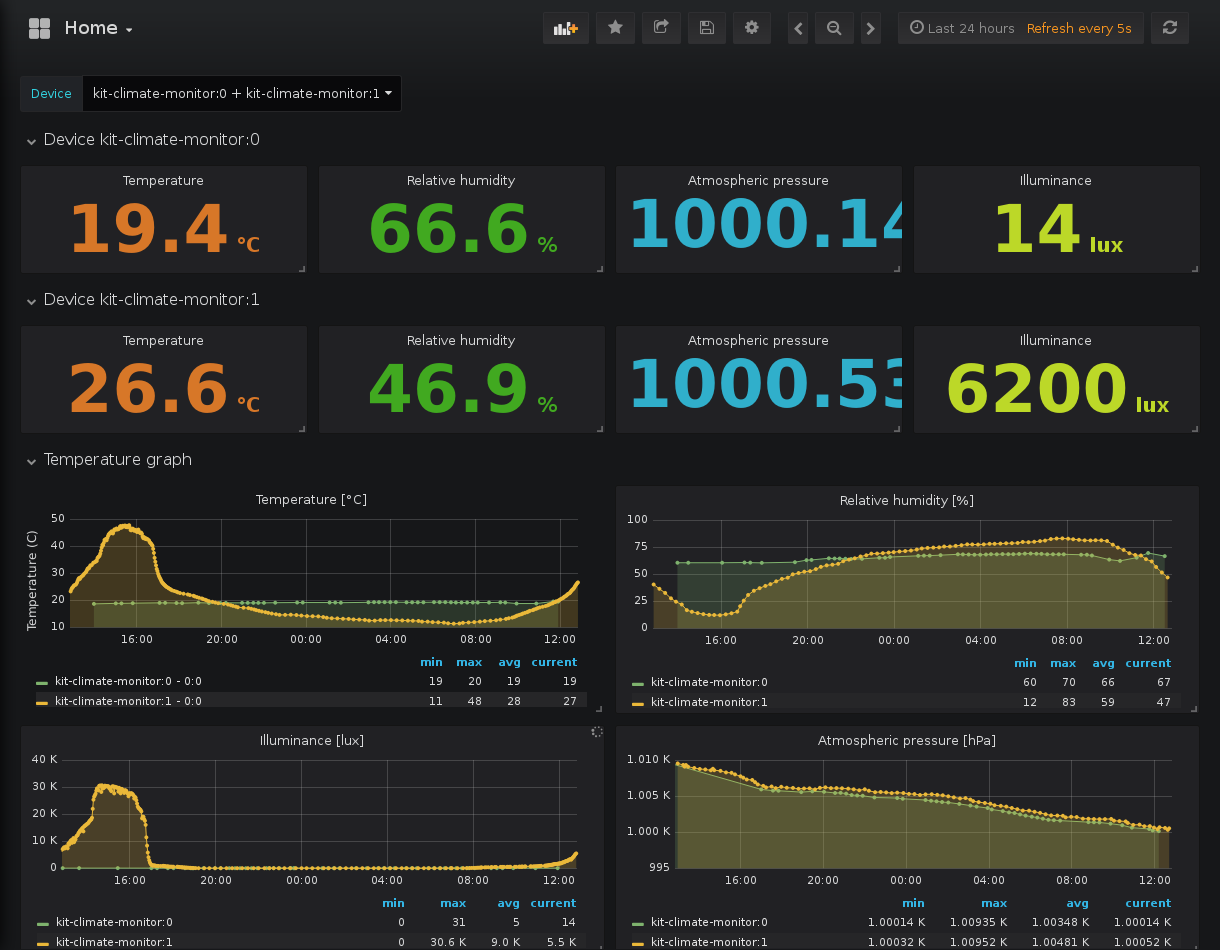 Home
Last 24 hours Refresh every 5s
Device kit-climate-monitor:0 + kit-climate-monitor:1
Device kit-climate-monitor:0
Temperature Relative humidity Atmospheric pressure Illuminance
19.4 °C 66.6 % 1000.14 14 lux
Device kit-climate-monitor:1
Temperature Relative humidity Atmospheric pressure Illuminance
26.6 °C 46.9 % 1000.53 6200 lux
Temperature graph
Temperature [°C]
Temperature (C)
50
40
30
20
10
16:00 20:00 00:00 04:00 08:00 12:00
min max avg current
kit-climate-monitor:0 - 0:0 19 20 19 19
kit-climate-monitor:1 - 0:0 11 48 28 27
Relative humidity [%]
100
75
50
25
0
16:00 20:00 00:00 04:00 08:00 12:00
min max avg current
kit-climate-monitor:0 60 70 66 67
kit-climate-monitor:1 12 83 59 47
Illuminance [lux]
40 K
30 K
20 K
10 K
0
16:00 20:00 00:00 04:00 08:00 12:00
min max avg current
kit-climate-monitor:0 0 31 5 14
kit-climate-monitor:1 0 30.6 K 9.0 K 5.5 K
Atmospheric pressure [hPa]
1.010 K
1.005 K
1.000 K
995
16:00 20:00 00:00 04:00 08:00 12:00
min max avg current
kit-climate-monitor:0 1.00014 K 1.00935 K 1.00348 K 1.00014 K
kit-climate-monitor:1 1.00032 K 1.00952 K 1.00481 K 1.00052 K